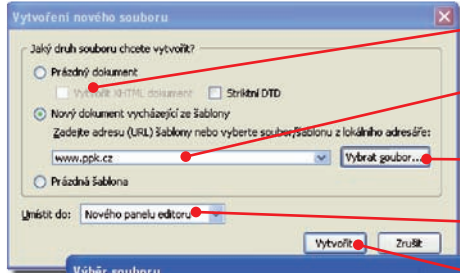 Vytvoření nového souboru
Jaký druh souboru chcete vytvořit?
Prázdný dokument
Vytvořit XHTML dokument Striktní DTD
Nový dokument vycházející ze šablony
Zadejte adresu (URL) šablony nebo vyberte soubor/šablonu z lokálního adresáře:
www.ppk.cz Vybrat soubor...
Prázdná šablona
Umístit do: Nového panelu editoru
Vytvořit Zrušit
Výběr souboru